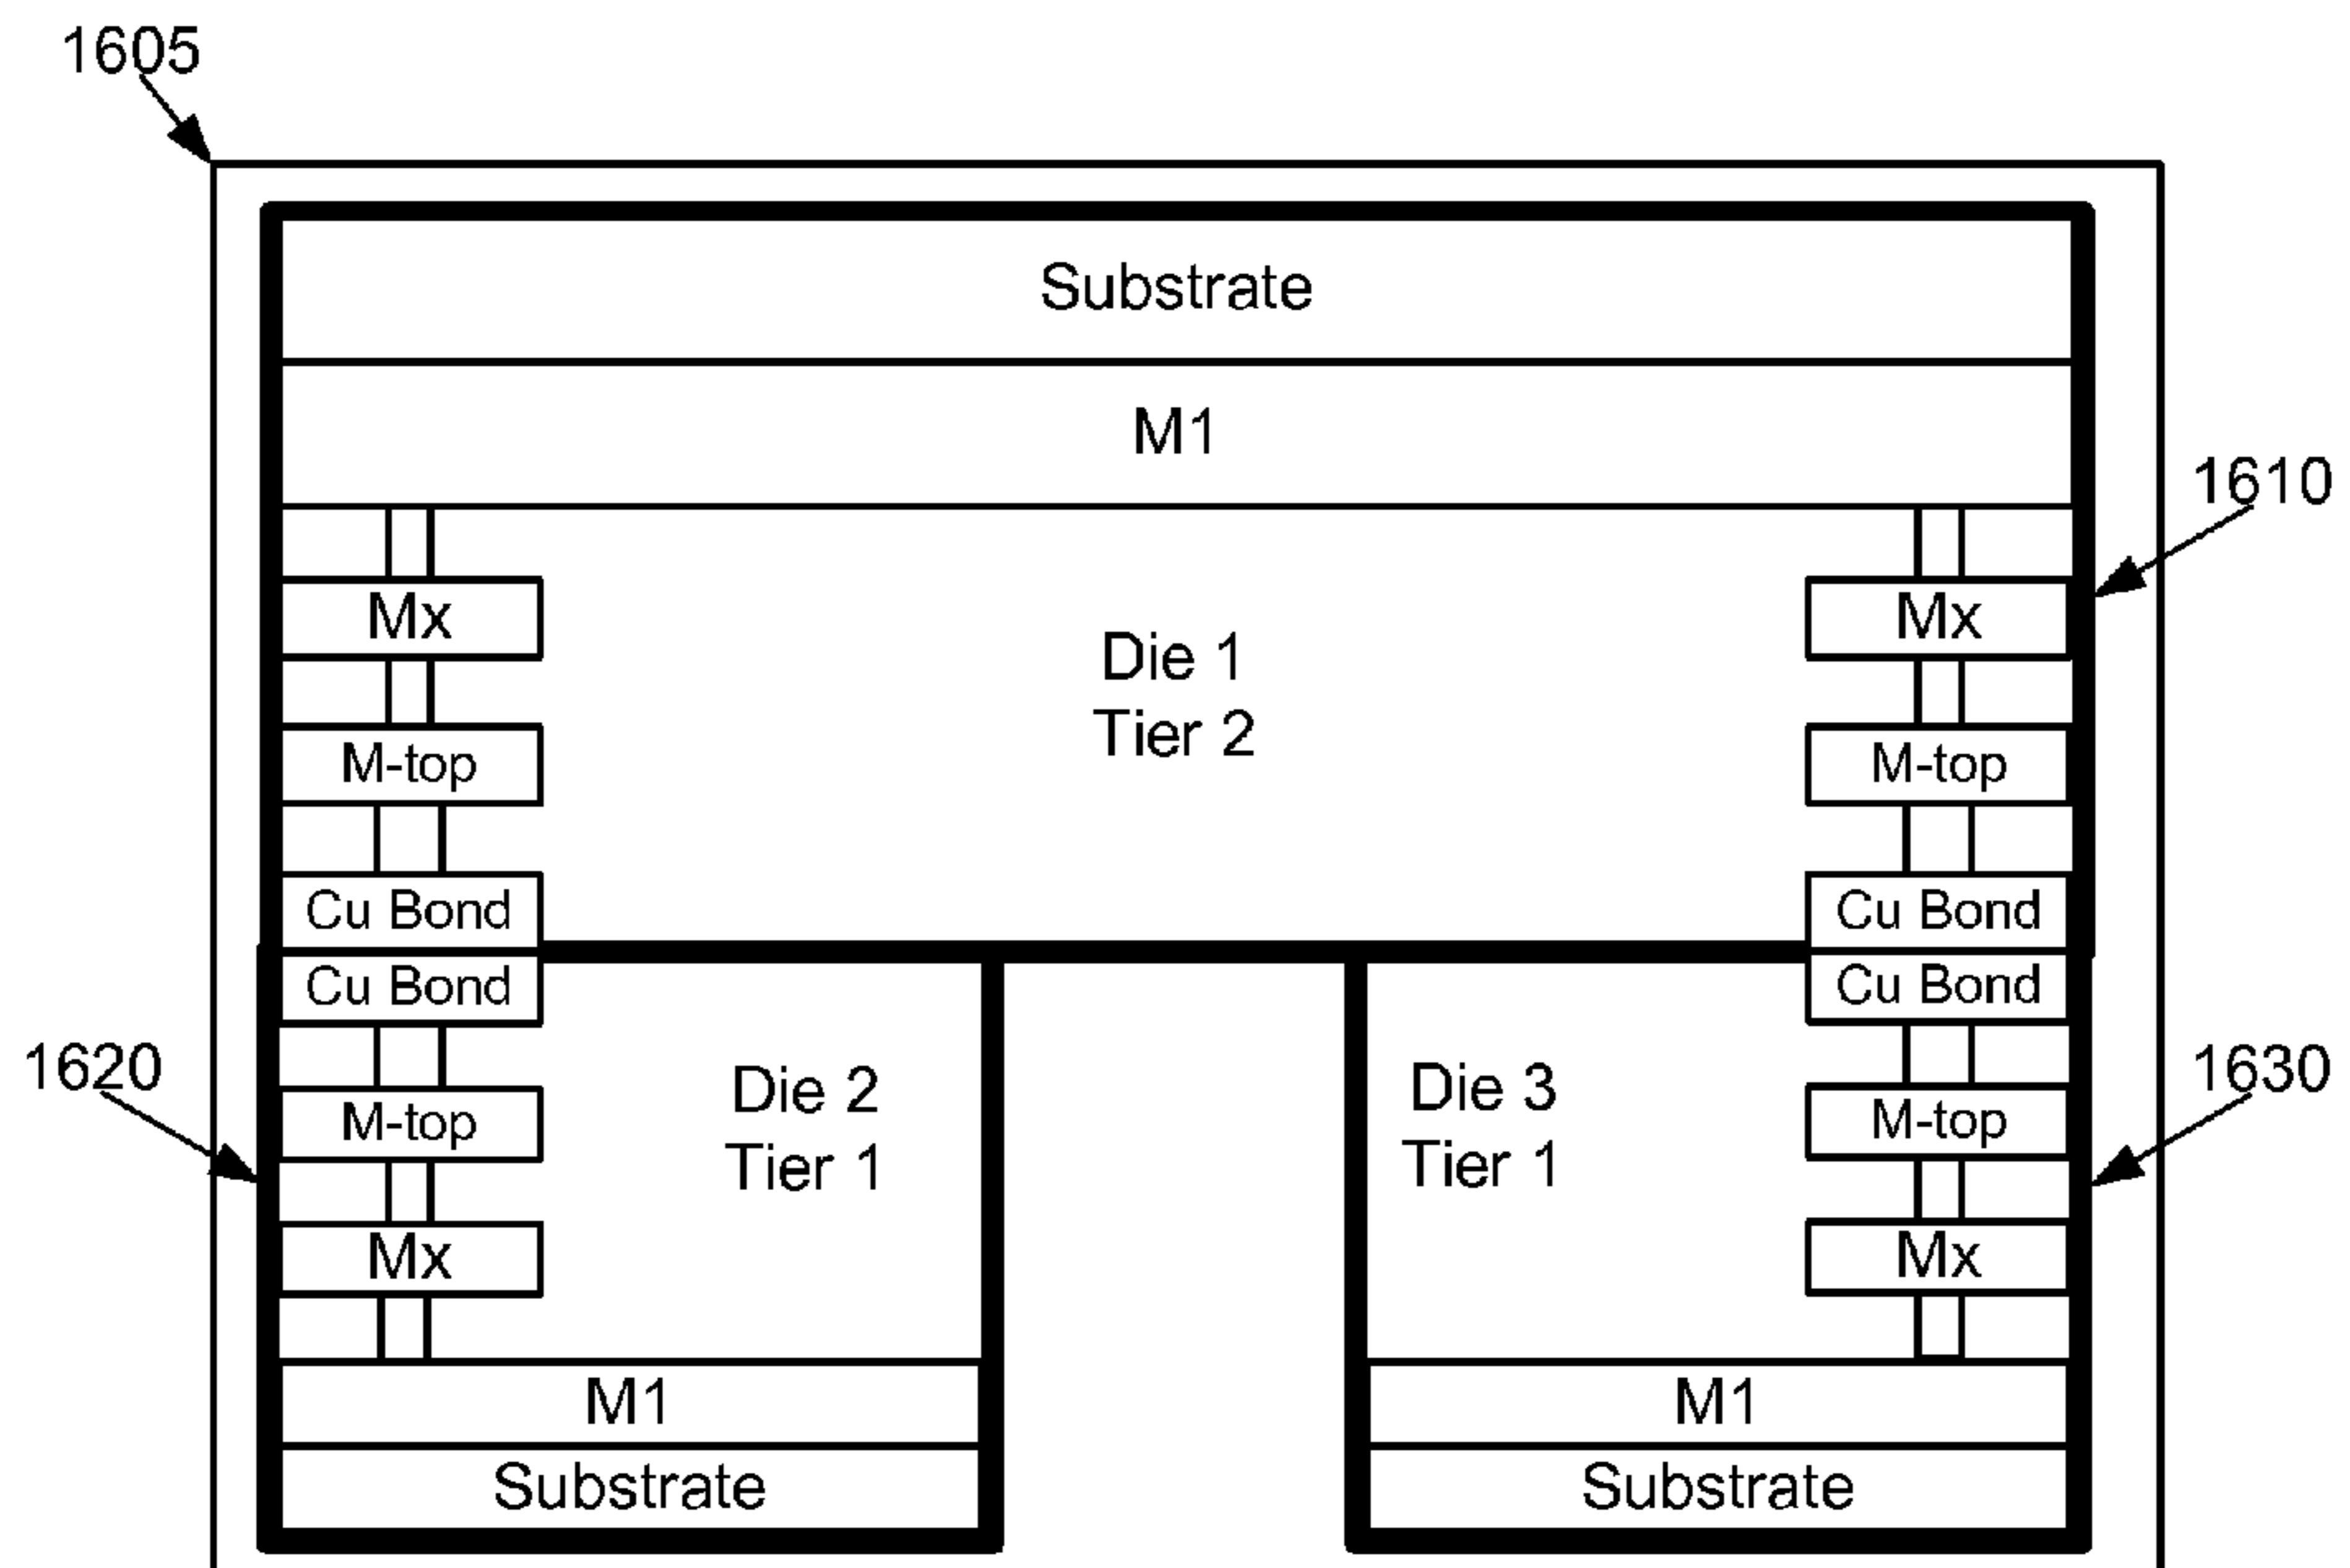 1605
Substrate
M1
1610
Mx
Mx
Die 1
Tier 2
M-top
M-top
Cu Bond
Cu Bond
Cu Bond
Cu Bond
1620
Die 2
Tier 1
Die 3
Tier 1
1630
M-top
M-top
Mx
Mx
M1
M1
Substrate
Substrate